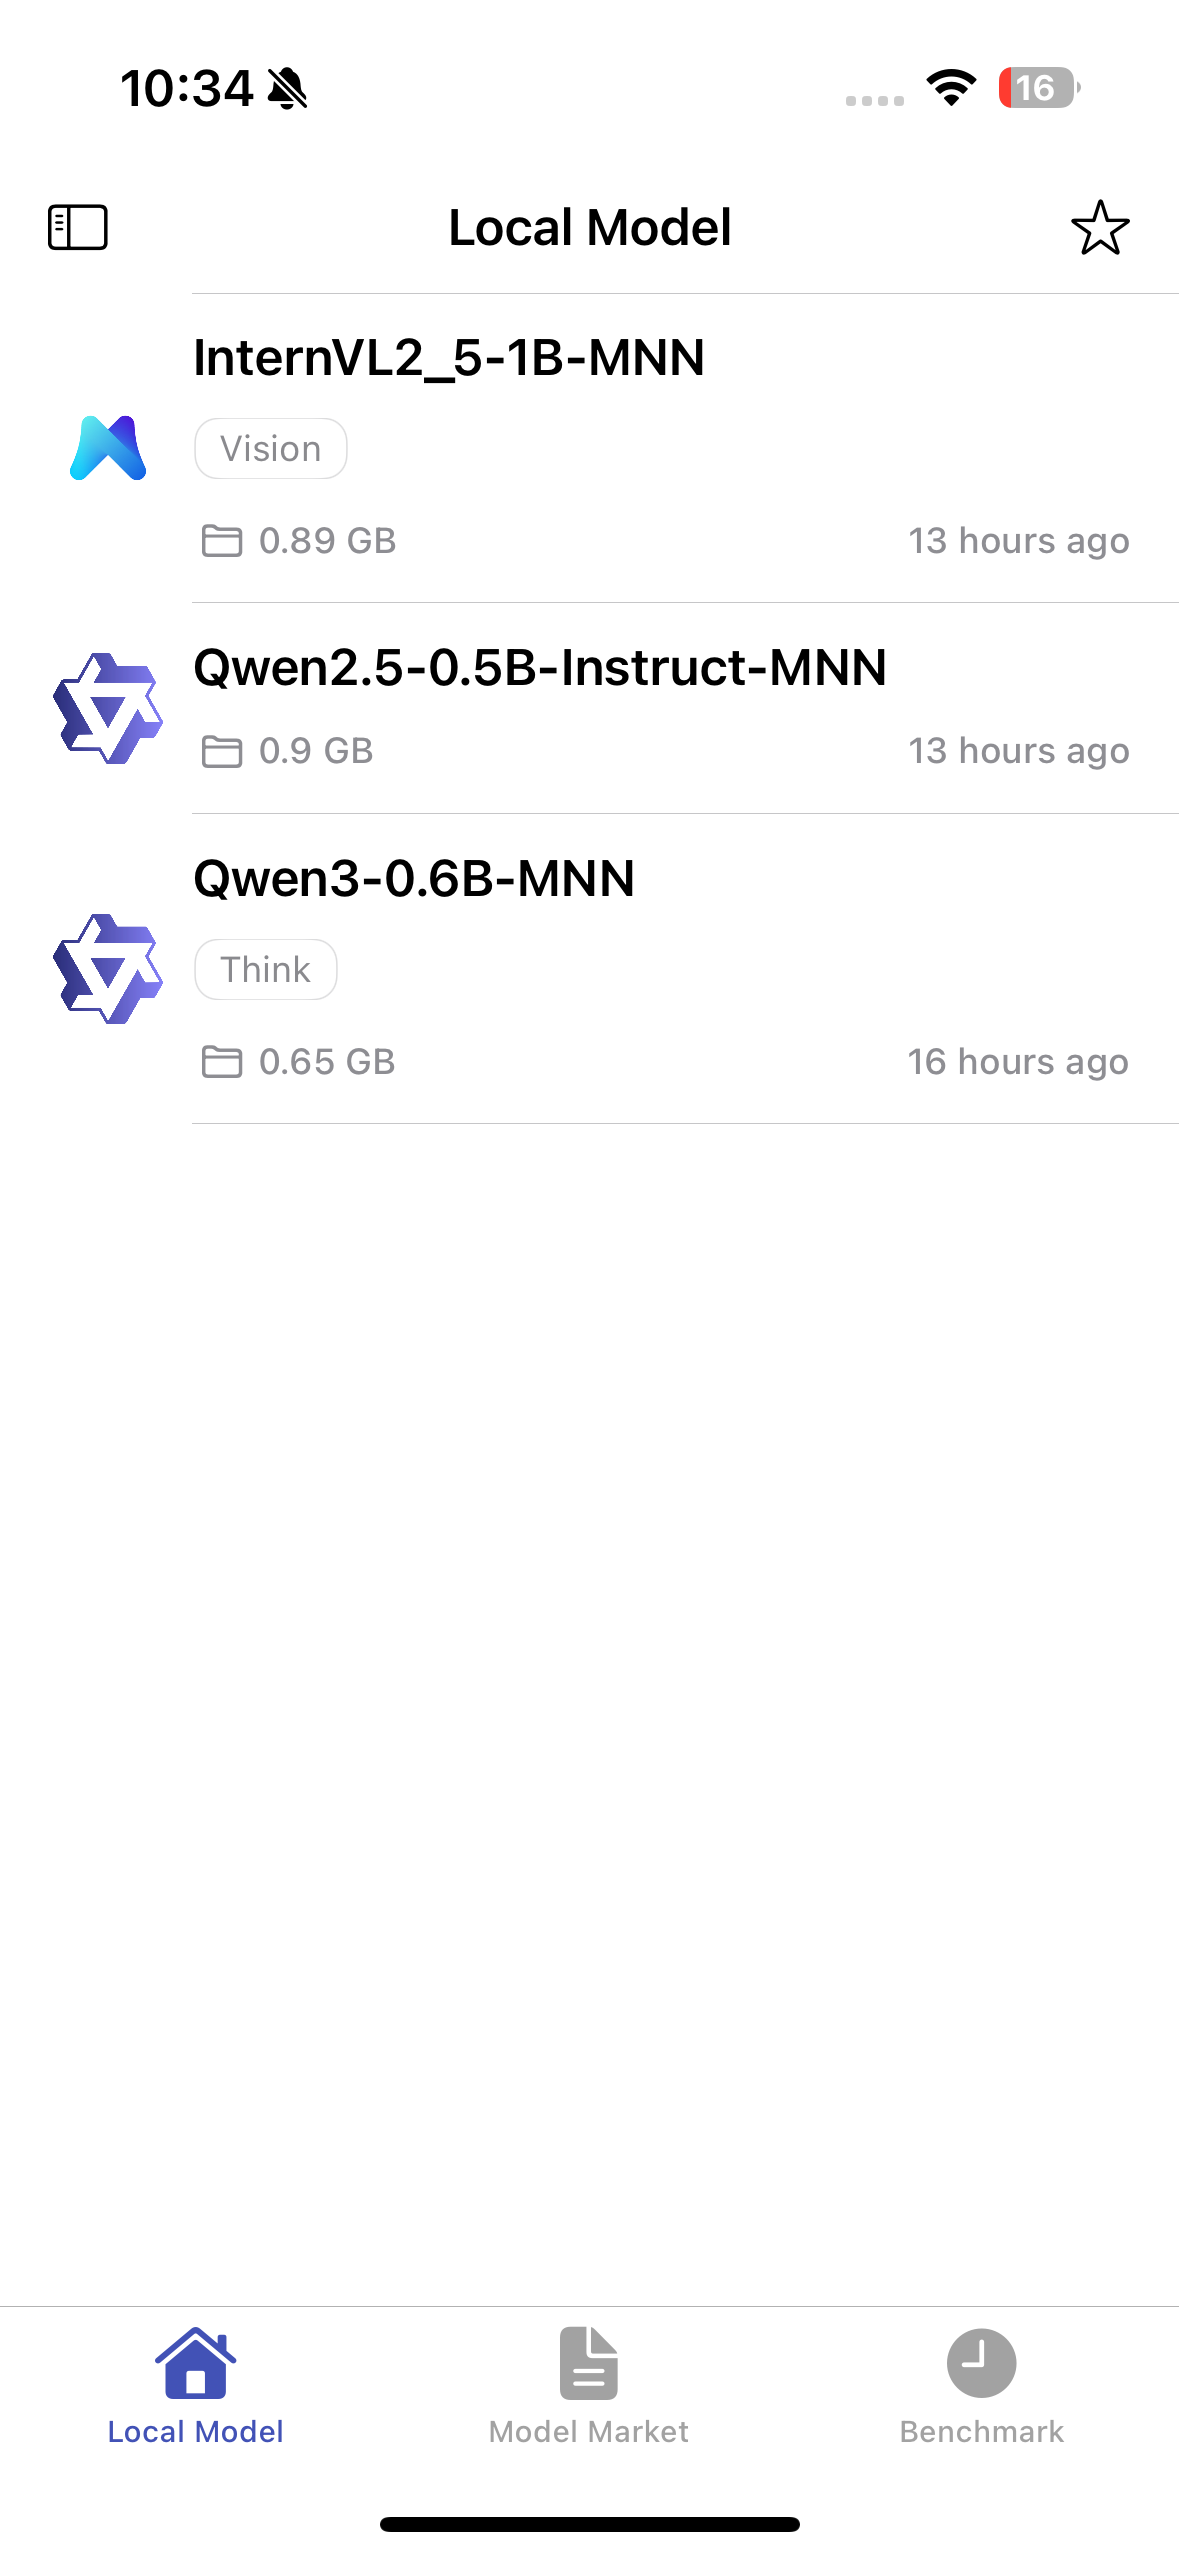 10:34
16
Local Model
InternVL2_5-1B-MNN
Vision
0.89 GB 13 hours ago
Qwen2.5-0.5B-Instruct-MNN
0.9 GB 13 hours ago
Qwen3-0.6B-MNN
Think
0.65 GB 16 hours ago
Local Model Model Market Benchmark